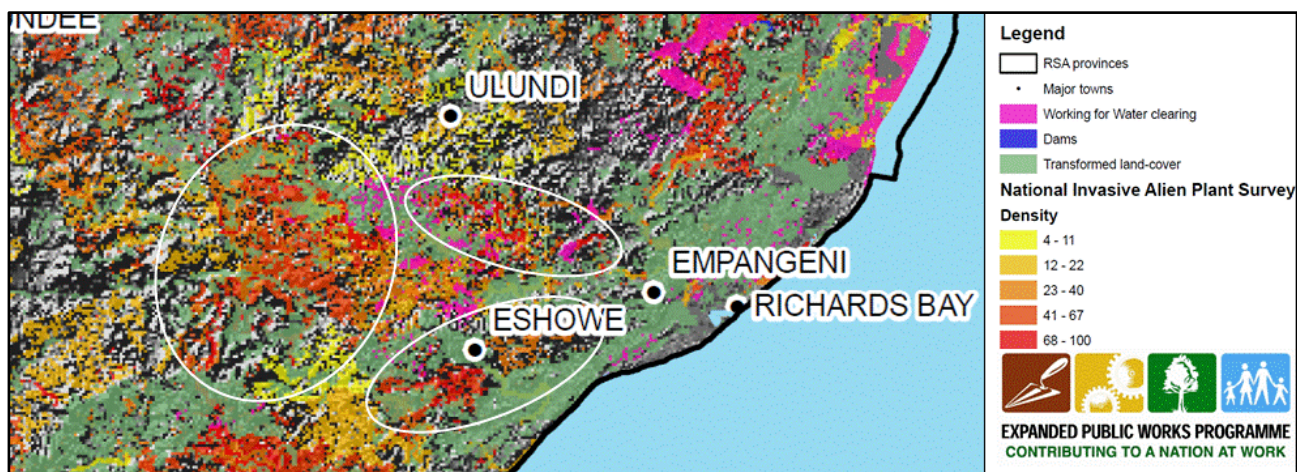 NDEE
ULUNDI
EMPANGENI
RICHARDS BAY
ESHOWE
Legend
RSA provinces
Major towns
Working for Water clearing
Dams
Transformed land-cover
National Invasive Alien Plant Survey
Density
4 - 11
12 - 22
23 - 40
41 - 67
68 - 100
EXPANDED PUBLIC WORKS PROGRAMME
CONTRIBUTING TO A NATION AT WORK